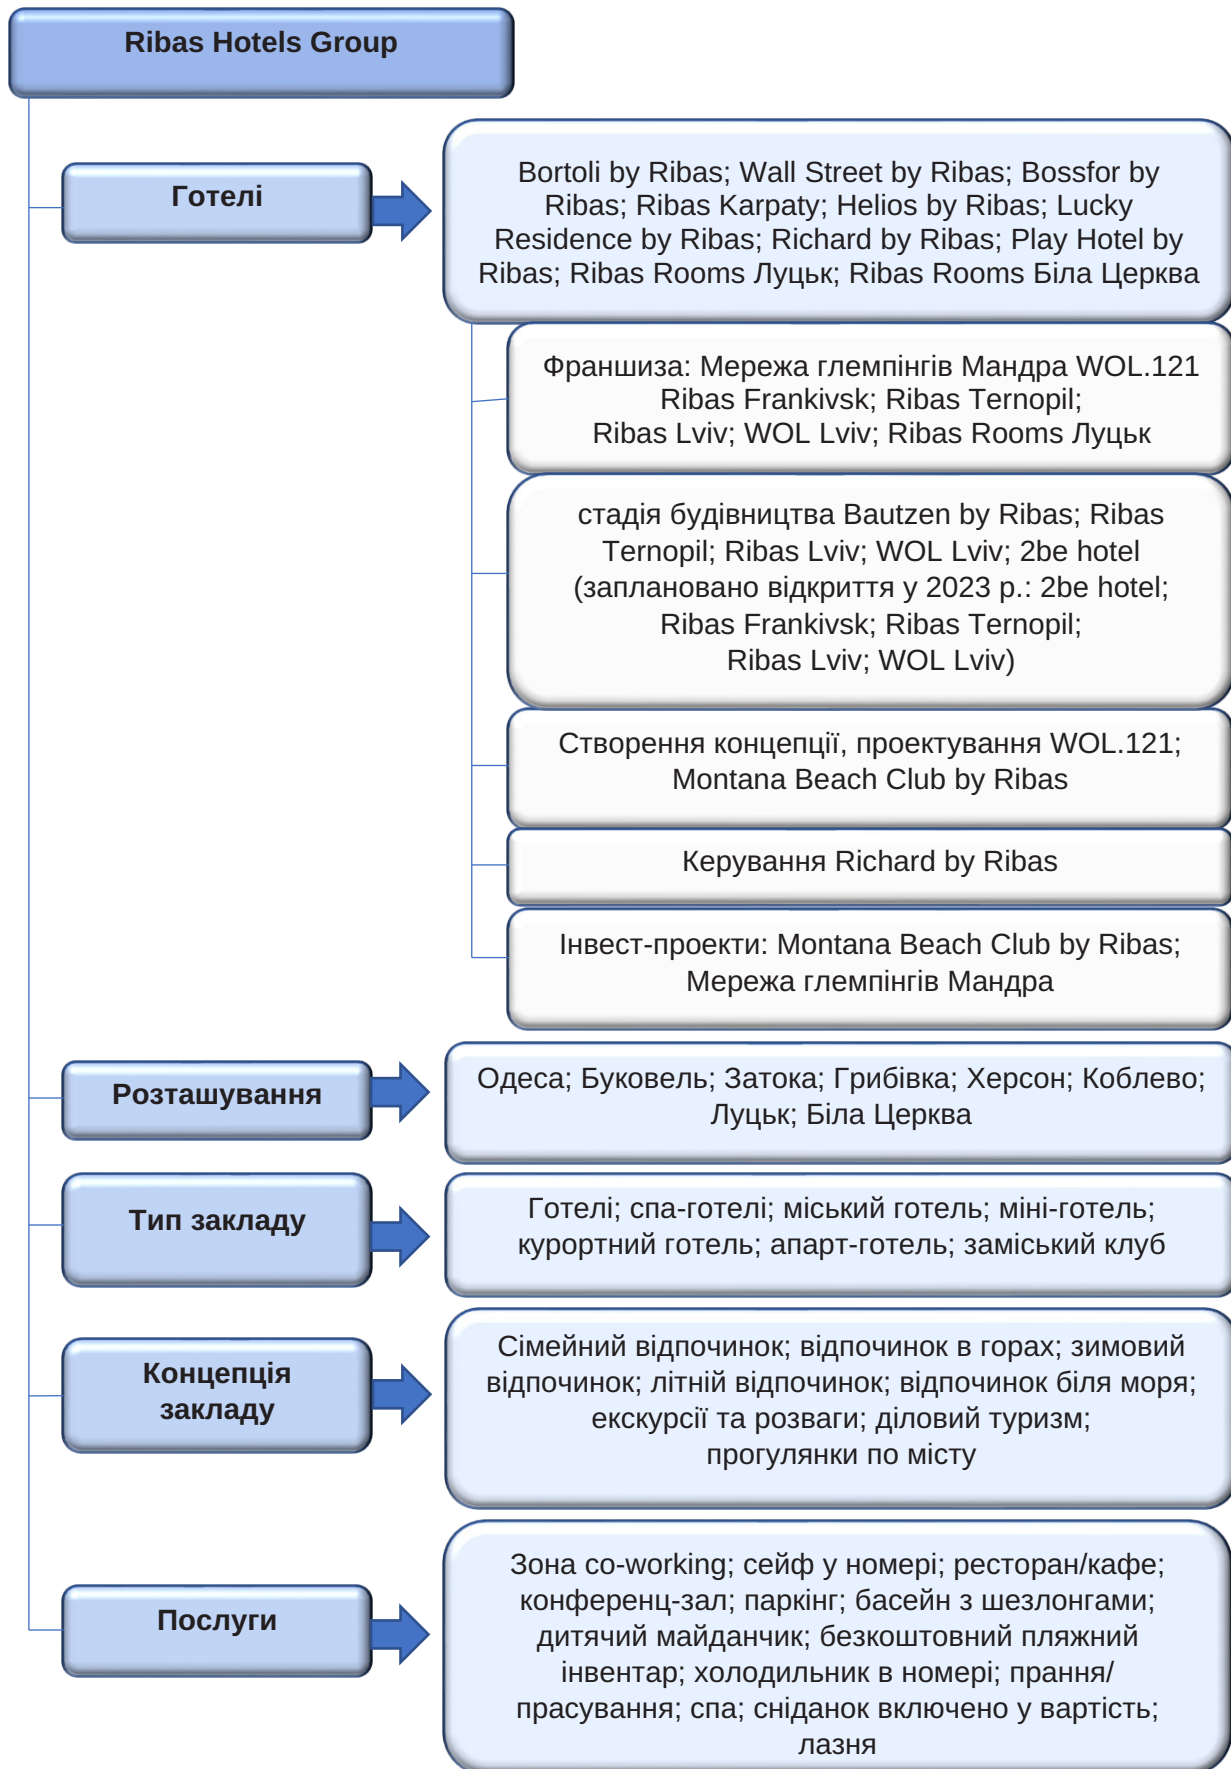 Ribas Hotels Group
Готелі
Bortoli by Ribas; Wall Street by Ribas; Bossfor by
Ribas; Ribas Karpaty; Helios by Ribas; Lucky
Residence by Ribas; Richard by Ribas; Play Hotel by
Ribas; Ribas Rooms Луцьк; Ribas Rooms Біла Церква
Франшиза: Мережа глемпінгів Мандра WOL.121
Ribas Frankivsk; Ribas Ternopil;
Ribas Lviv; WOL Lviv; Ribas Rooms Луцьк
стадія будівництва Bautzen by Ribas; Ribas
Ternopil; Ribas Lviv; WOL Lviv; 2be hotel
(заплановано відкриття у 2023 р.: 2be hotel;
Ribas Frankivsk; Ribas Ternopil;
Ribas Lviv; WOL Lviv)
Створення концепції, проектування WOL.121;
Montana Beach Club by Ribas
Керування Richard by Ribas
Інвест-проекти: Montana Beach Club by Ribas;
Мережа глемпінгів Мандра
Розташування
Одеса; Буковель; Затока; Грибівка; Херсон; Коблево;
Луцьк; Біла Церква
Тип закладу
Готелі; спа-готелі; міський готель; міні-готель;
курортний готель; апарт-готель; заміський клуб
Концепція
закладу
Сімейний відпочинок; відпочинок в горах; зимовий
відпочинок; літній відпочинок; відпочинок біля моря;
екскурсії та розваги; діловий туризм;
прогулянки по місту
Послуги
Зона co-working; сейф у номері; ресторан/кафе;
конференц-зал; паркінг; басейн з шезлонгами;
дитячий майданчик; безкоштовний пляжний
інвентар; холодильник в номері; прання/
прасування; спа; сніданок включено у вартість;
лазня